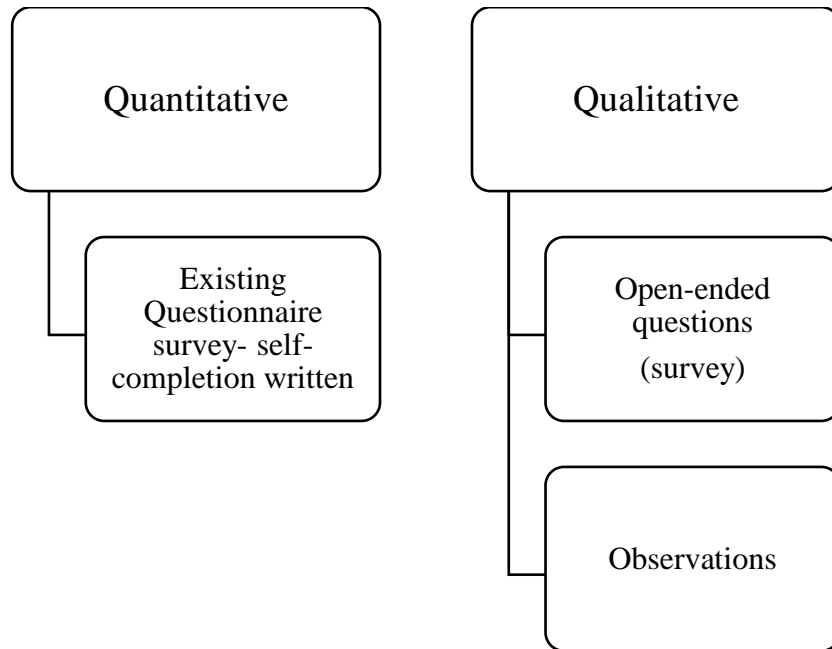 Quantitative
Existing
Questionnaire
survey- self-
completion written
Qualitative
Open-ended
questions
(survey)
Observations